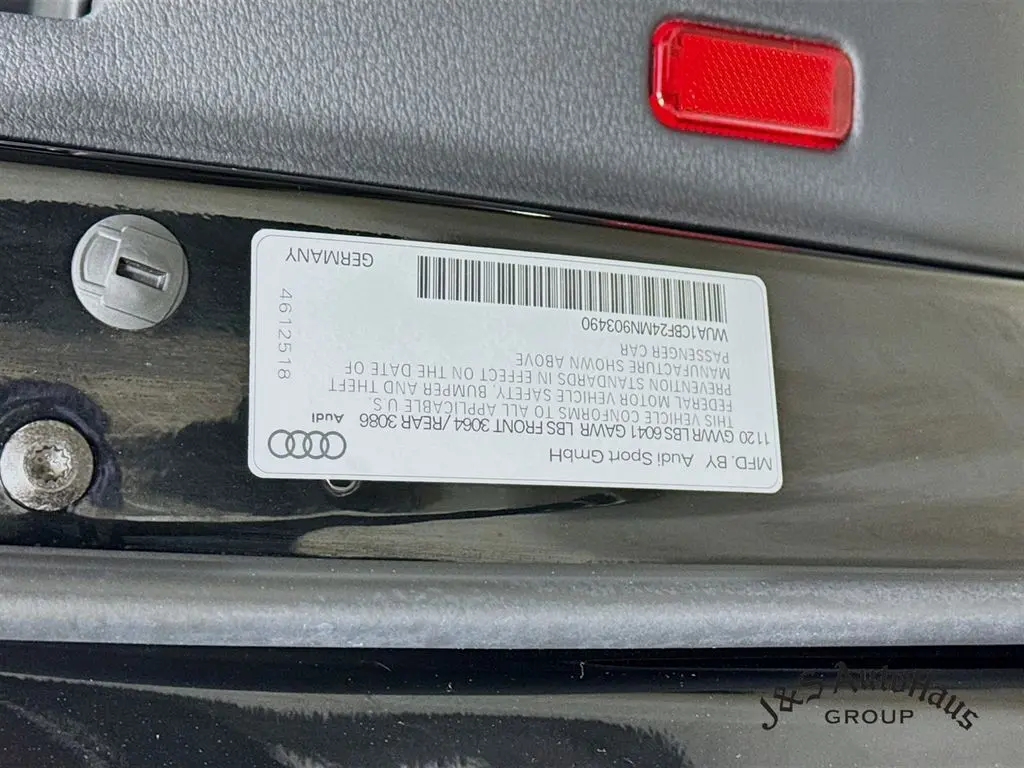 MFD. BY Audi Sport GmbH
1120 GVWR LBS 6041 GAWR LBS FRONT 3064/REAR 3086
THIS VEHICLE CONFORMS TO ALL APPLICABLE U.S.
FEDERAL MOTOR VEHICLE SAFETY, BUMPER AND THEFT
PREVENTION STANDARDS IN EFFECT ON THE DATE OF
MANUFACTURE SHOWN ABOVE
PASSENGER CAR
WUA1CBF24MN903490
GERMANY
Audi
4612518
J&S AutoHaus
GROUP